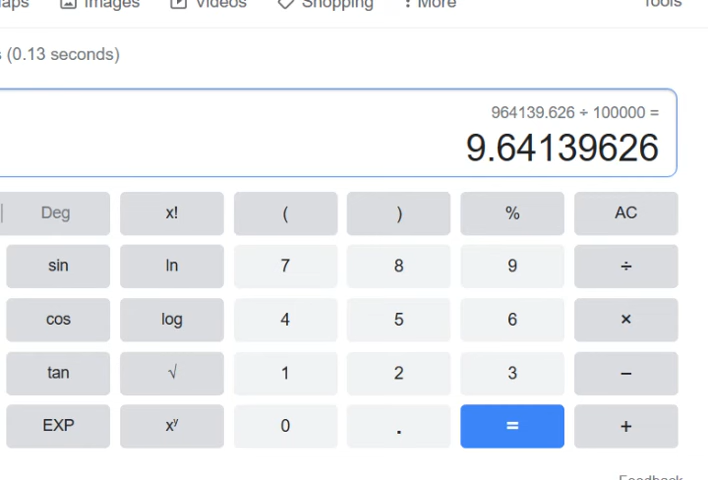 Images Videos Shopping More Tools
(0.13 seconds)
964139.626 ÷ 100000 =
9.64139626
Deg x! ( ) % AC
sin ln 7 8 9 ÷
cos log 4 5 6 ×
tan √ 1 2 3 −
EXP xʸ 0 . = +
Feedback